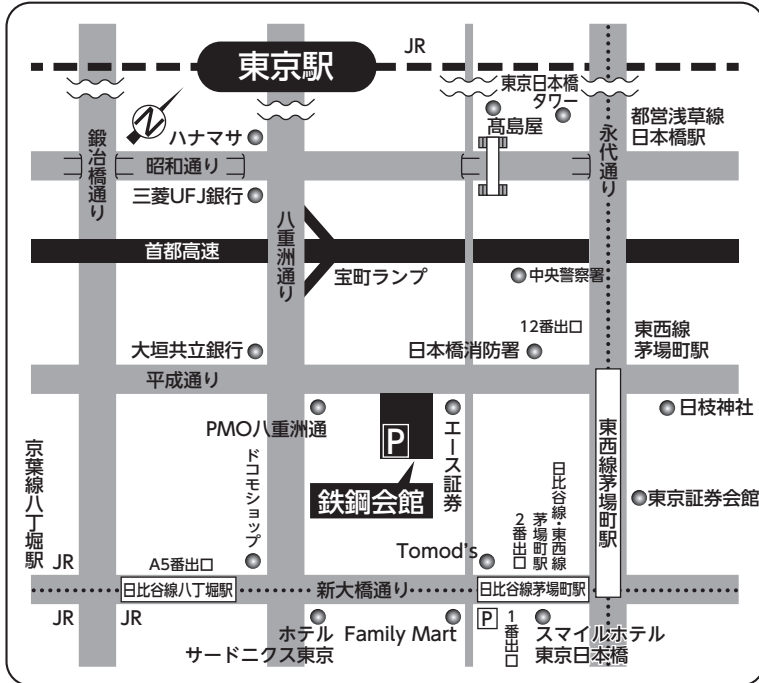 JR
東京駅
東京日本橋
タワー
髙島屋
都営浅草線
日本橋駅
N
ハナマサ
鍛冶橋通り
昭和通り
永代通り
三菱UFJ銀行
八重洲通り
首都高速
宝町ランプ
中央警察署
12番出口
東西線
茅場町駅
大垣共立銀行
日本橋消防署
平成通り
PMO八重洲通
P
エース証券
日枝神社
東西線茅場町駅
京葉線八丁堀駅
ドコモショップ
鉄鋼会館
日比谷線・東西線
茅場町駅
2番出口
東京証券会館
JR
A5番出口
Tomod's
日比谷線八丁堀駅
新大橋通り
日比谷線茅場町駅
JR
JR
ホテル
サードニクス東京
Family Mart
P
1番出口
スマイルホテル
東京日本橋